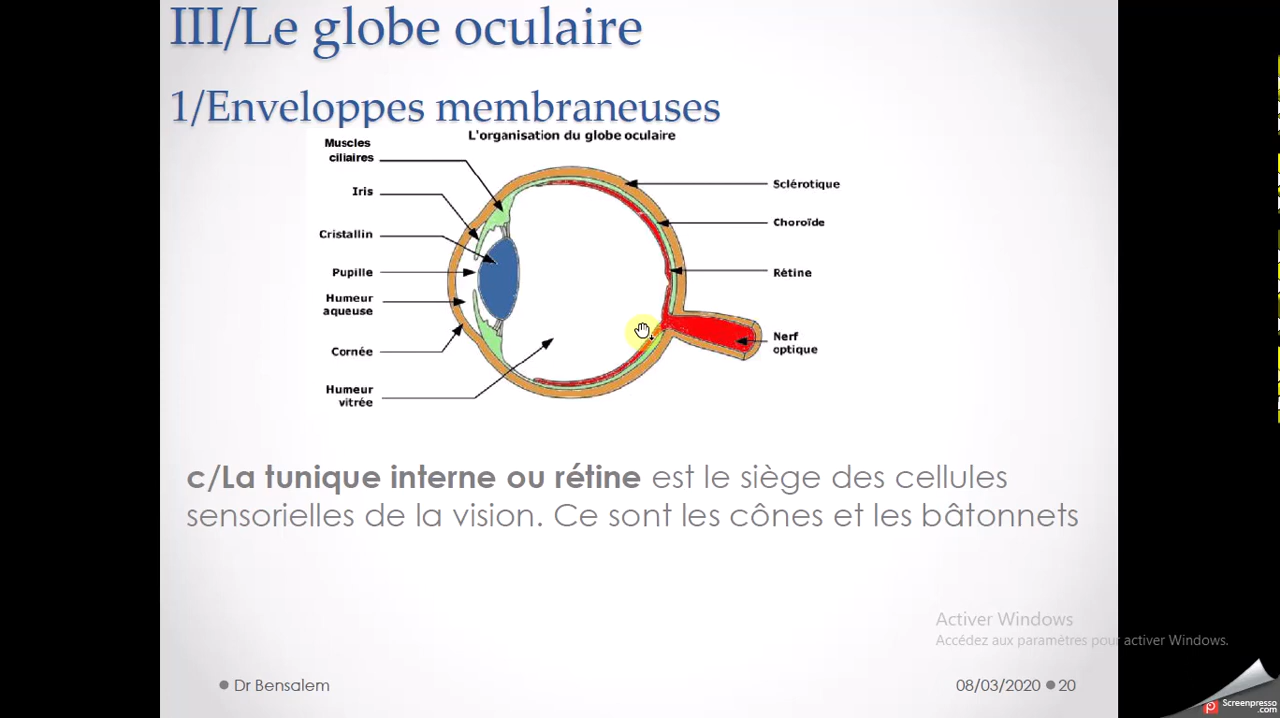 III/Le globe oculaire
1/Enveloppes membraneuses
L'organisation du globe oculaire
Muscles
ciliaires
Iris
Cristallin
Pupille
Humeur
aqueuse
Cornée
Humeur
vitrée
Sclérotique
Choroïde
Rétine
Nerf
optique
c/La tunique interne ou rétine est le siège des cellules
sensorielles de la vision. Ce sont les cônes et les bâtonnets
Activer Windows
Accédez aux paramètres pour activer Windows.
Dr Bensalem
08/03/2020
20
Screenpresso
.com